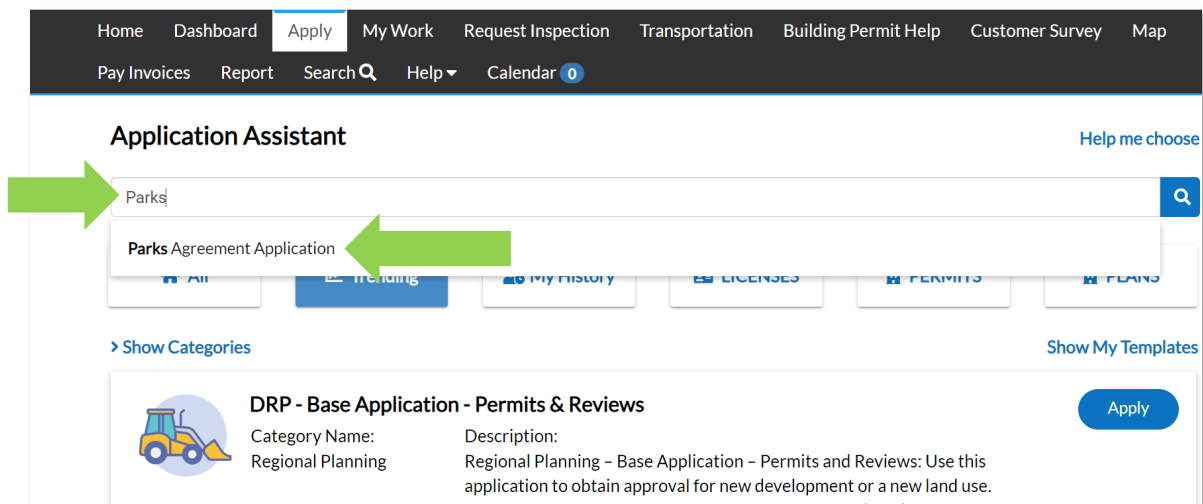 Home Dashboard Apply My Work Request Inspection Transportation Building Permit Help Customer Survey Map
Pay Invoices Report Search Help Calendar 0
Application Assistant
Help me choose
Parks
Parks Agreement Application
All Trending My History LICENSES PERMITS PLANS
Show Categories
Show My Templates
DRP - Base Application - Permits & Reviews
Apply
Category Name: Description:
Regional Planning Regional Planning – Base Application – Permits and Reviews: Use this
application to obtain approval for new development or a new land use.